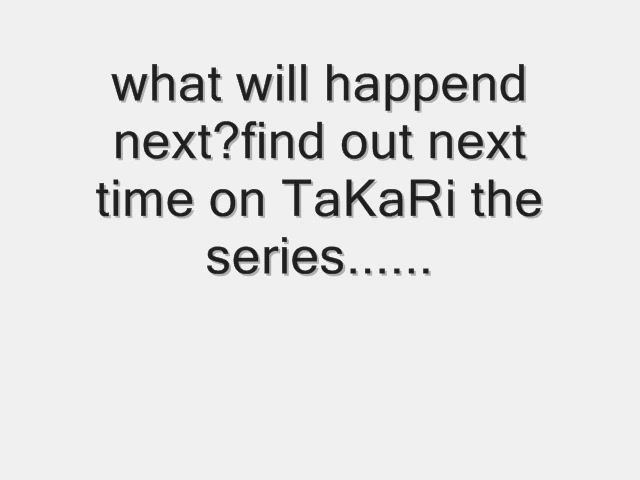 what will happend
next?find out next
time on TaKaRi the
series......